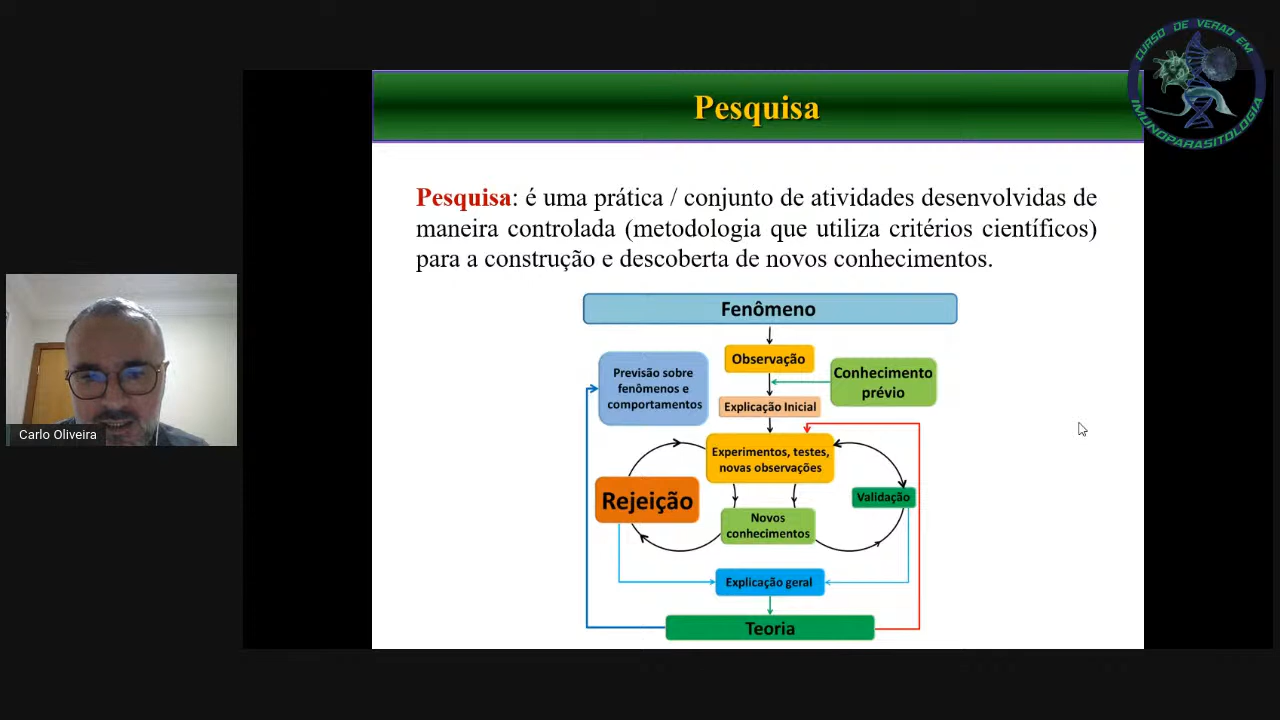 CURSO DE VERÃO EM
IMUNOPARASITOLOGIA
Pesquisa
Pesquisa: é uma prática / conjunto de atividades desenvolvidas de
maneira controlada (metodologia que utiliza critérios científicos)
para a construção e descoberta de novos conhecimentos.
Fenômeno
Observação
Previsão sobre
fenômenos e
comportamentos
Conhecimento
prévio
Explicação Inicial
Experimentos, testes,
novas observações
Rejeição
Validação
Novos
conhecimentos
Explicação geral
Teoria
Carlo Oliveira